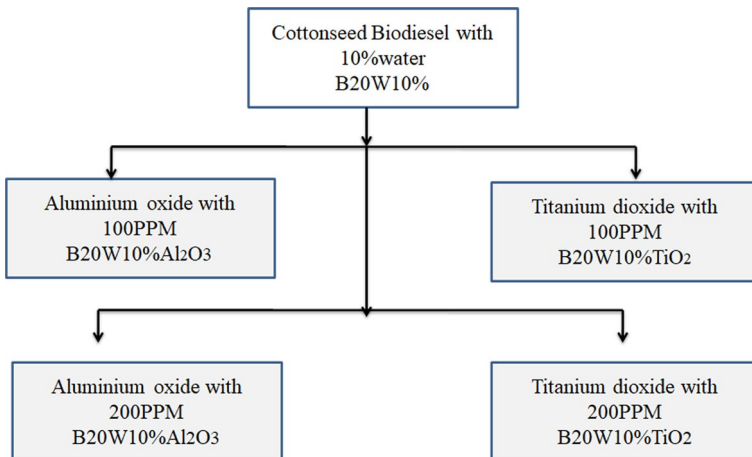 Cottonseed Biodiesel with
10%water
B20W10%
Aluminium oxide with
100PPM
B20W10%Al2O3
Titanium dioxide with
100PPM
B20W10%TiO2
Aluminium oxide with
200PPM
B20W10%Al2O3
Titanium dioxide with
200PPM
B20W10%TiO2